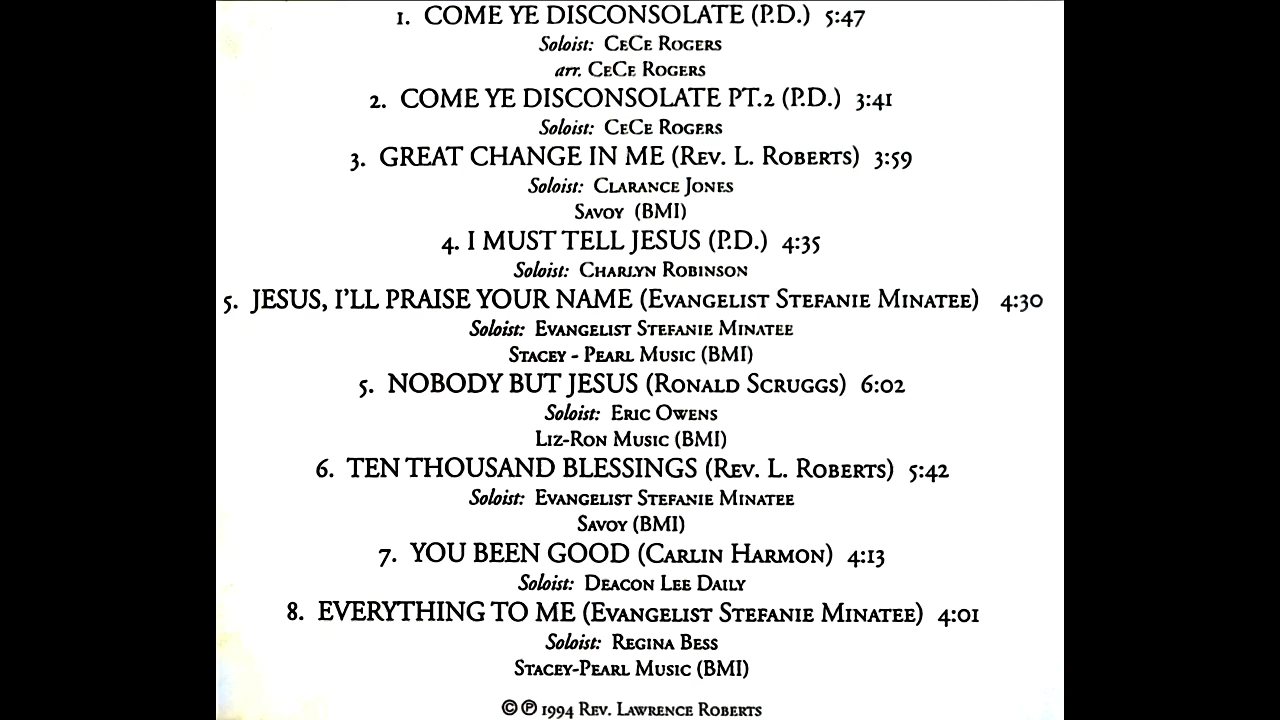 1. COME YE DISCONSOLATE (P.D.) 5:47
Soloist: CeCe Rogers
arr. CeCe Rogers
2. COME YE DISCONSOLATE PT.2 (P.D.) 3:41
Soloist: CeCe Rogers
3. GREAT CHANGE IN ME (Rev. L. Roberts) 3:59
Soloist: Clarance Jones
Savoy (BMI)
4. I MUST TELL JESUS (P.D.) 4:35
Soloist: Charlyn Robinson
5. JESUS, I'LL PRAISE YOUR NAME (Evangelist Stefanie Minatee) 4:30
Soloist: Evangelist Stefanie Minatee
Stacey - Pearl Music (BMI)
5. NOBODY BUT JESUS (Ronald Scruggs) 6:02
Soloist: Eric Owens
Liz-Ron Music (BMI)
6. TEN THOUSAND BLESSINGS (Rev. L. Roberts) 5:42
Soloist: Evangelist Stefanie Minatee
Savoy (BMI)
7. YOU BEEN GOOD (Carlin Harmon) 4:13
Soloist: Deacon Lee Daily
8. EVERYTHING TO ME (Evangelist Stefanie Minatee) 4:01
Soloist: Regina Bess
Stacey-Pearl Music (BMI)
© ℗ 1994 Rev. Lawrence Roberts